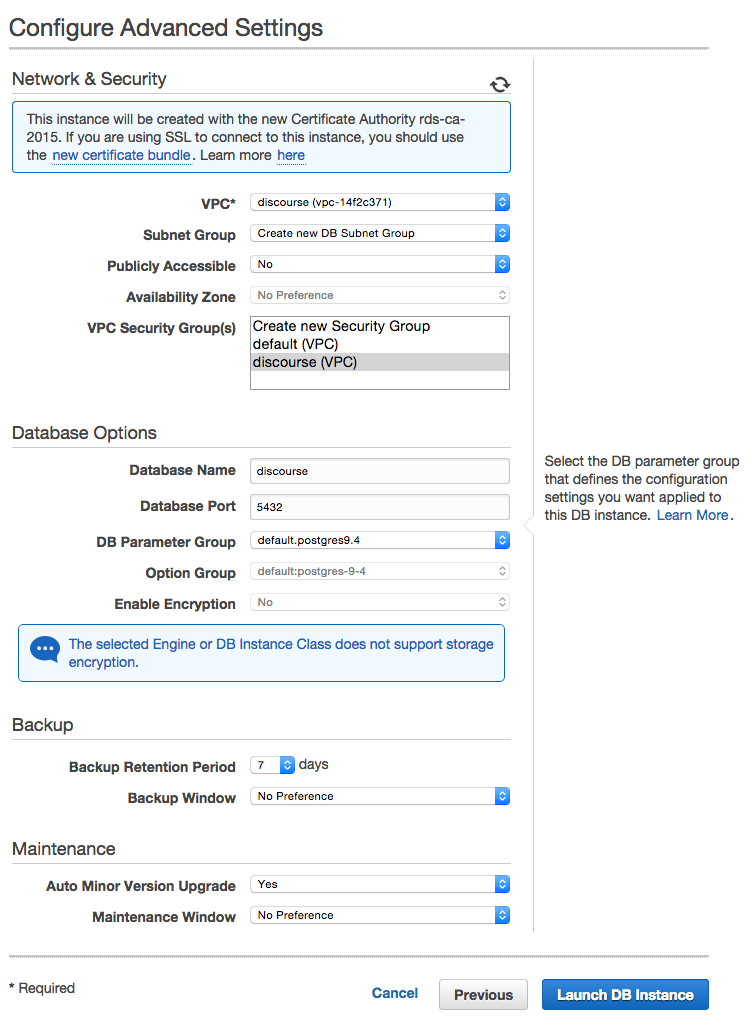 Configure Advanced Settings
Network & Security
This instance will be created with the new Certificate Authority rds-ca-
2015. If you are using SSL to connect to this instance, you should use
the new certificate bundle. Learn more here
VPC* discourse (vpc-14f2c371)
Subnet Group Create new DB Subnet Group
Publicly Accessible No
Availability Zone No Preference
VPC Security Group(s) Create new Security Group
default (VPC)
discourse (VPC)
Database Options
Database Name discourse
Database Port 5432
DB Parameter Group default.postgres9.4
Option Group default:postgres-9-4
Enable Encryption No
The selected Engine or DB Instance Class does not support storage
encryption.
Backup
Backup Retention Period 7 days
Backup Window No Preference
Maintenance
Auto Minor Version Upgrade Yes
Maintenance Window No Preference
Select the DB parameter group
that defines the configuration
settings you want applied to
this DB instance. Learn More.
* Required
Cancel Previous Launch DB Instance